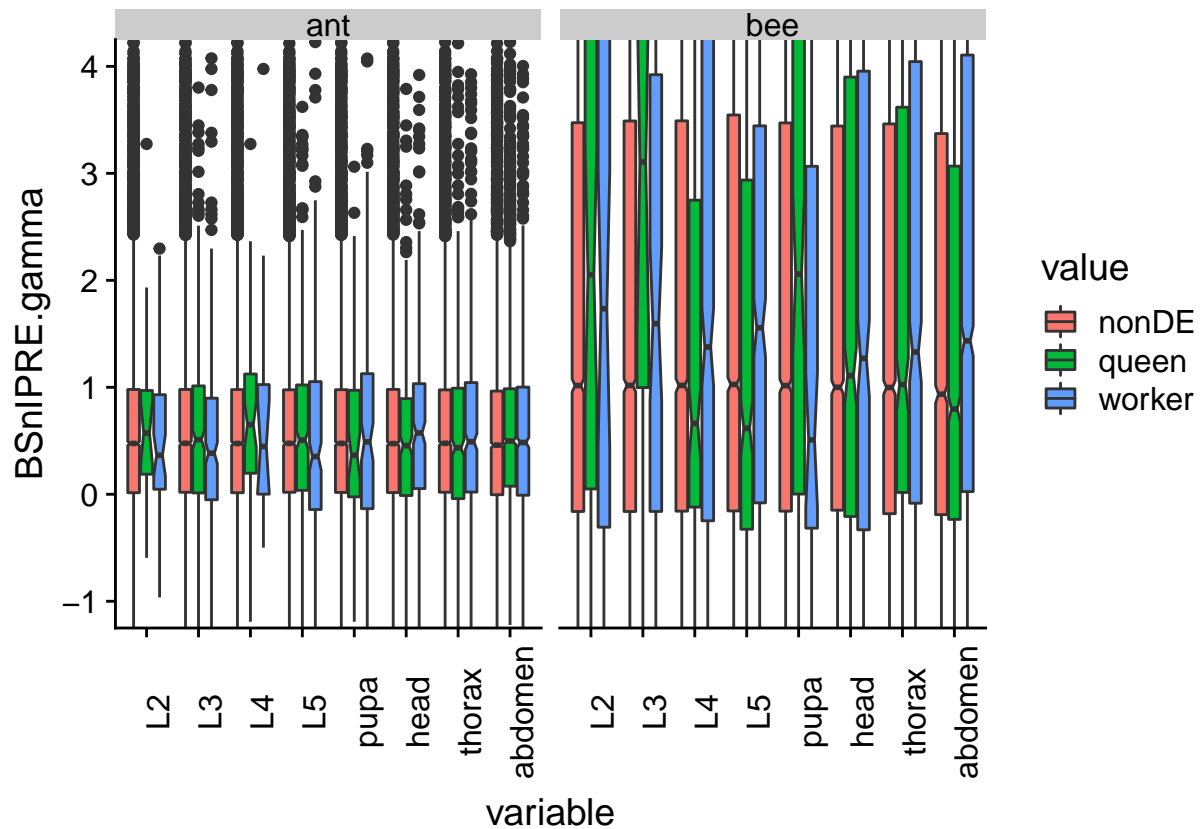 ant
bee
BSnIPRE.gamma
4
3
2
1
0
−1
L2
L3
L4
L5
pupa
head
thorax
abdomen
L2
L3
L4
L5
pupa
head
thorax
abdomen
variable
value
nonDE
queen
worker